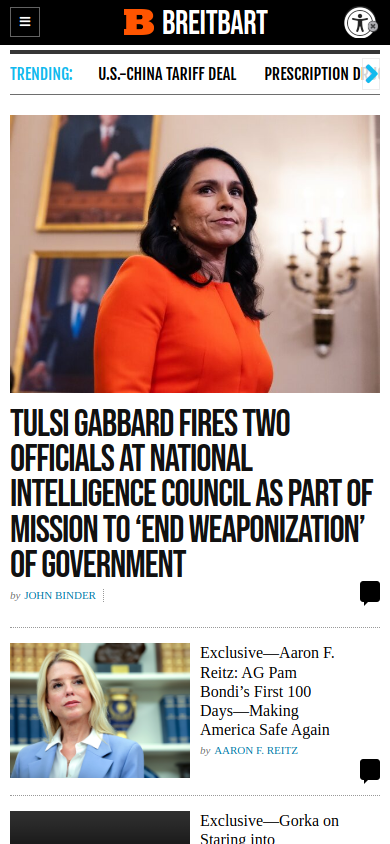 BREITBART
TRENDING:
U.S.–CHINA TARIFF DEAL
PRESCRIPTION
TULSI GABBARD FIRES TWO
OFFICIALS AT NATIONAL
INTELLIGENCE COUNCIL AS PART OF
MISSION TO ‘END WEAPONIZATION’
OF GOVERNMENT
by JOHN BINDER
Exclusive—Aaron F.
Reitz: AG Pam
Bondi’s First 100
Days—Making
America Safe Again
by AARON F. REITZ
Exclusive—Gorka on
Staring into